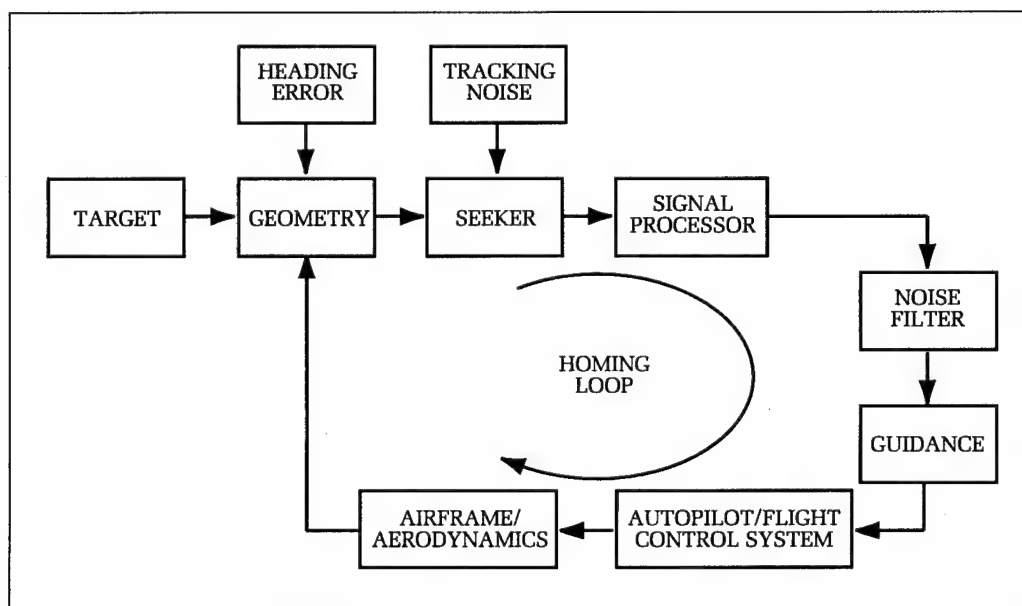 HEADING
ERROR
TRACKING
NOISE
TARGET
GEOMETRY
SEEKER
SIGNAL
PROCESSOR
NOISE
FILTER
HOMING
LOOP
GUIDANCE
AIRFRAME/
AERODYNAMICS
AUTOPILOT/FLIGHT
CONTROL SYSTEM